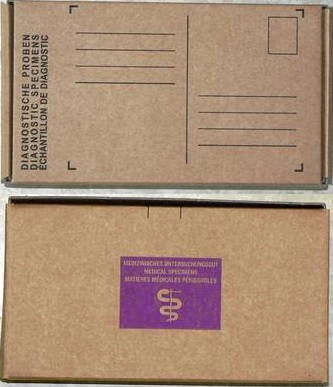 DIAGNOSTISCHE PROBEN
DIAGNOSTIC SPECIMENS
ÉCHANTILLON DE DIAGNOSTIC
MEDIZINISCHES UNTERSUCHUNGSGUT
MEDICAL SPECIMENS
MATIÈRES MÉDICALES PÉRISSABLES